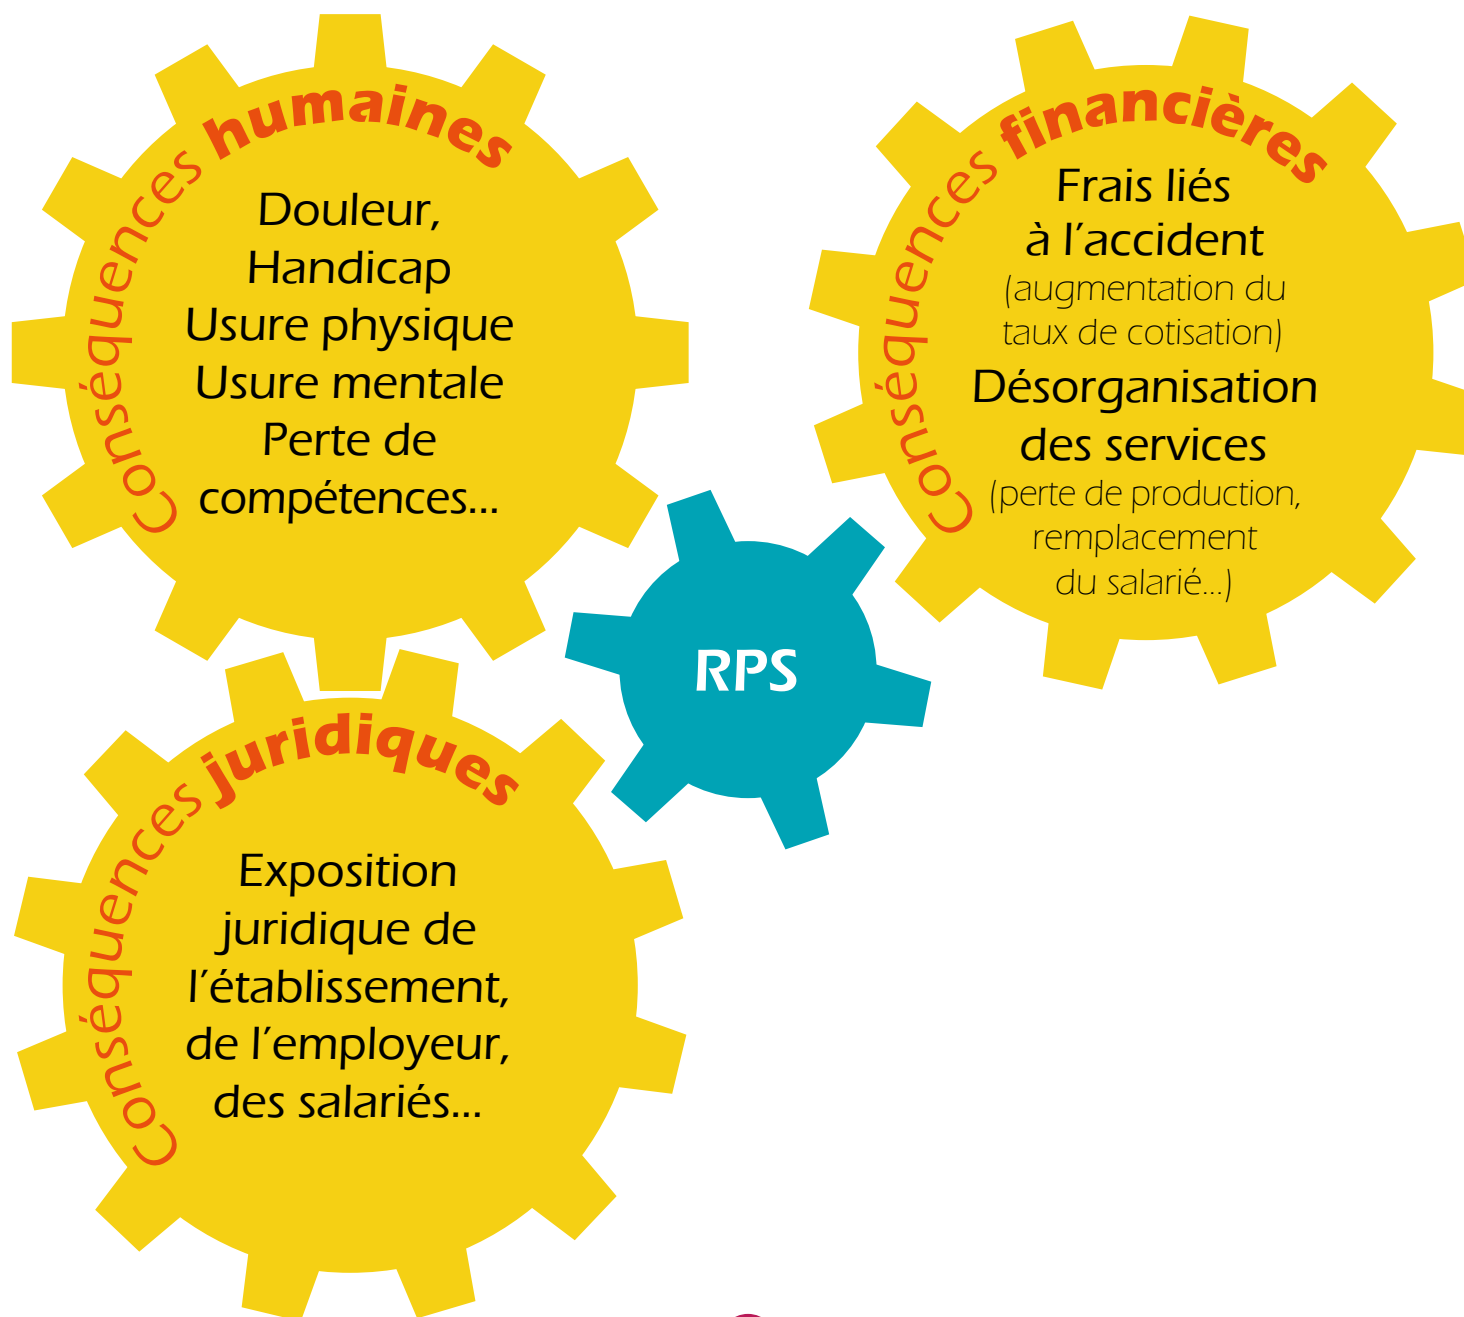 Conséquences humaines
Douleur,
Handicap
Usure physique
Usure mentale
Perte de
compétences...
Conséquences financières
Frais liés
à l’accident
(augmentation du
taux de cotisation)
Désorganisation
des services
(perte de production,
remplacement
du salarié...)
RPS
Conséquences juridiques
Exposition
juridique de
l’établissement,
de l’employeur,
des salariés...